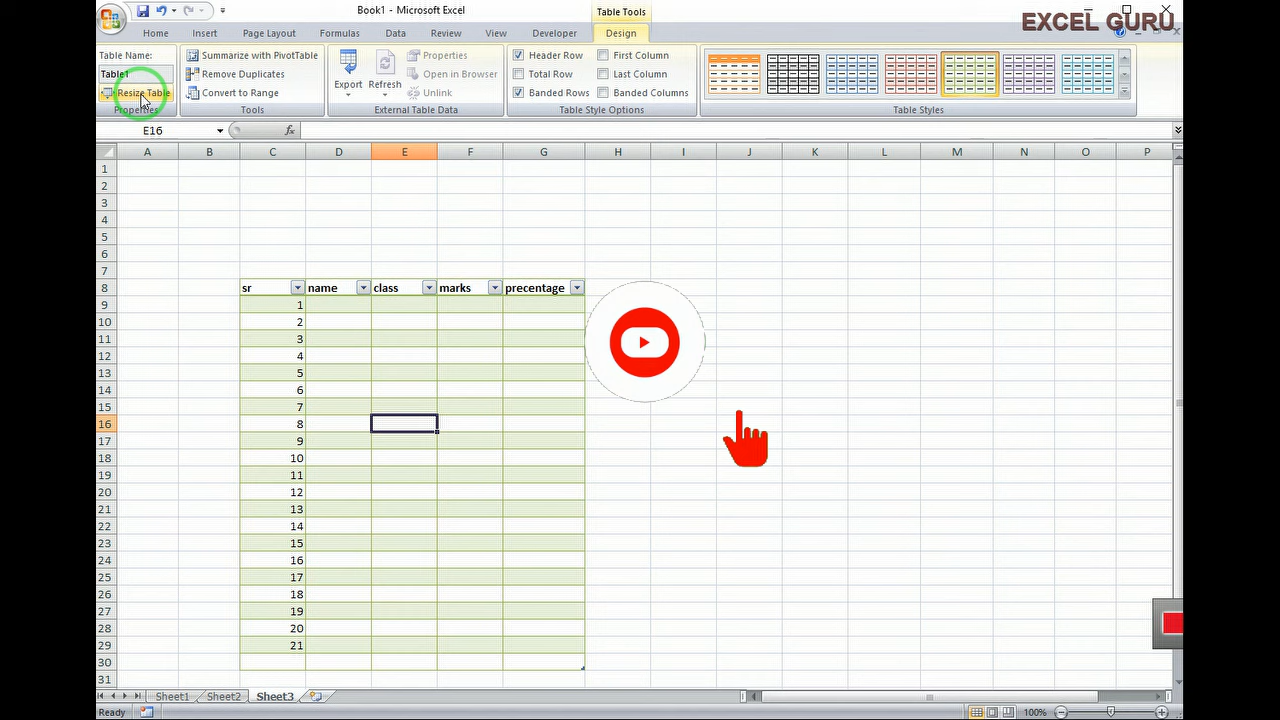 Book1 - Microsoft Excel
Table Tools
EXCEL GURU
Home Insert Page Layout Formulas Data Review View Developer Design
Table Name: Summarize with PivotTable Properties Header Row First Column
Table1 Remove Duplicates Export Refresh Open in Browser Total Row Last Column
Resize Table Convert to Range Unlink Banded Rows Banded Columns
Properties Tools External Table Data Table Style Options Table Styles
E16 fx
A B C D E F G H I J K L M N O P
1
2
3
4
5
6
7
8 sr name class marks precentage
9 1
10 2
11 3
12 4
13 5
14 6
15 7
16 8
17 9
18 10
19 11
20 12
21 13
22 14
23 15
24 16
25 17
26 18
27 19
28 20
29 21
30
31
Sheet1 Sheet2 Sheet3
Ready 100%